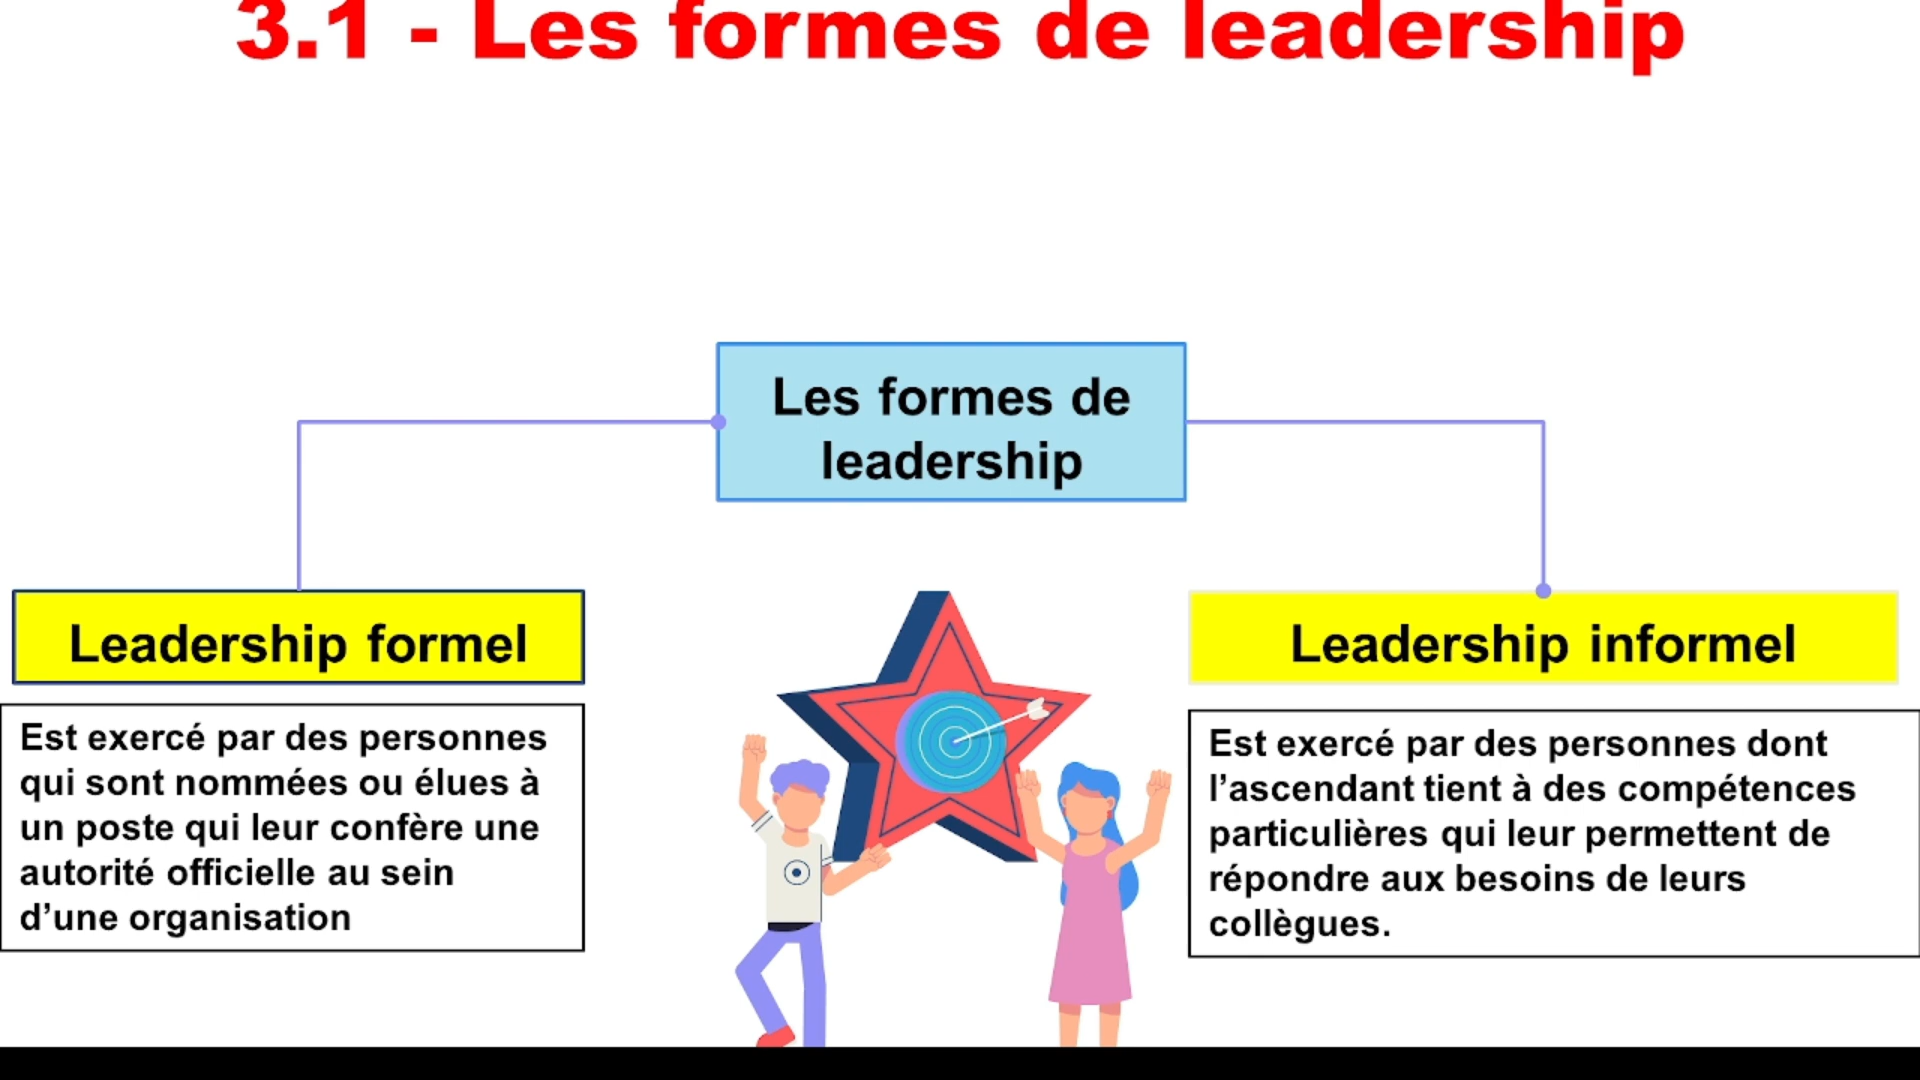 3.1 - Les formes de leadership
Les formes de
leadership
Leadership formel
Est exercé par des personnes
qui sont nommées ou élues à
un poste qui leur confère une
autorité officielle au sein
d’une organisation
Leadership informel
Est exercé par des personnes dont
l’ascendant tient à des compétences
particulières qui leur permettent de
répondre aux besoins de leurs
collègues.